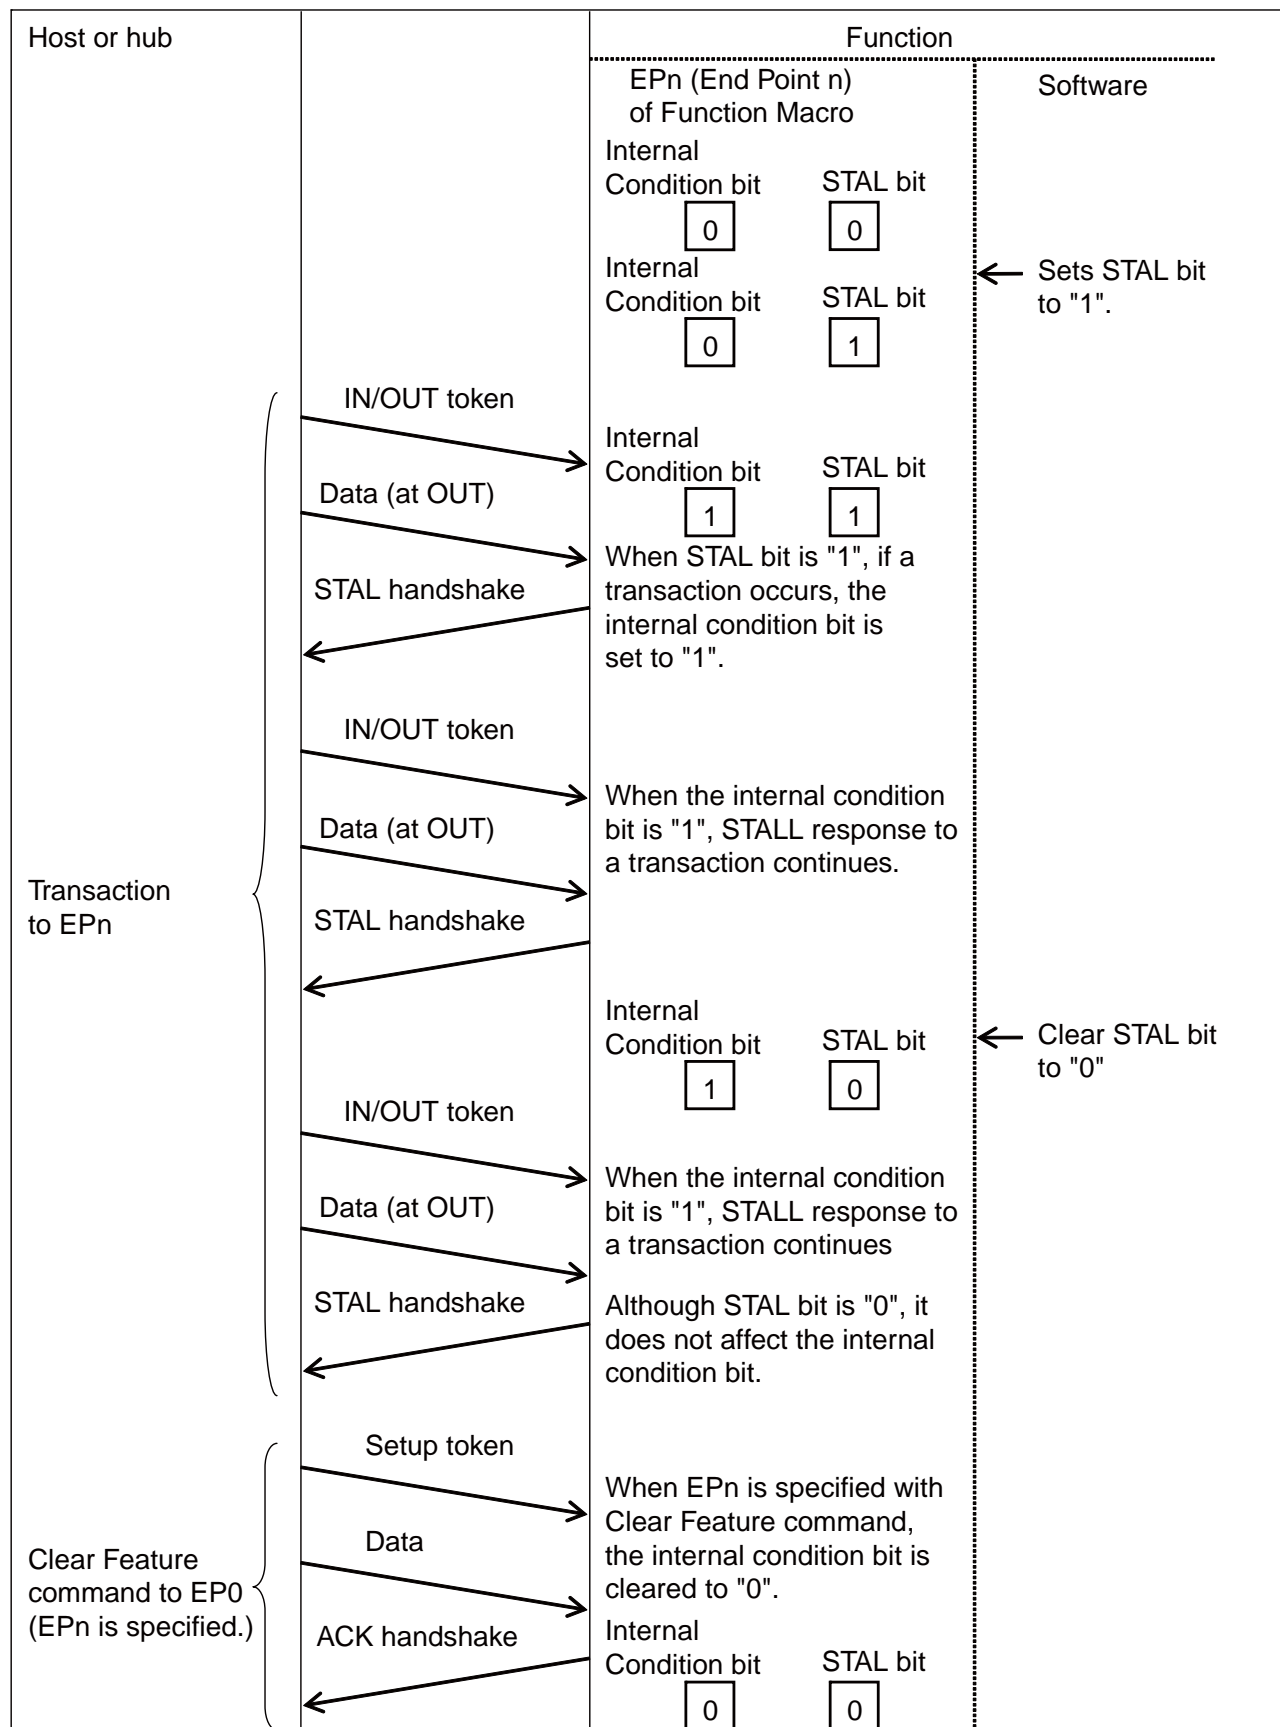 Host or hub
Function
EPn (End Point n)
of Function Macro
Software
Internal
Condition bit
STAL bit
0
0
Sets STAL bit
to "1".
Internal
Condition bit
STAL bit
0
1
IN/OUT token
Internal
Condition bit
STAL bit
1
1
Data (at OUT)
When STAL bit is "1", if a
transaction occurs, the
internal condition bit is
set to "1".
STAL handshake
IN/OUT token
When the internal condition
bit is "1", STALL response to
a transaction continues.
Data (at OUT)
Transaction
to EPn
STAL handshake
Internal
Condition bit
STAL bit
1
0
Clear STAL bit
to "0"
IN/OUT token
When the internal condition
bit is "1", STALL response to
a transaction continues
Data (at OUT)
STAL handshake
Although STAL bit is "0", it
does not affect the internal
condition bit.
Setup token
When EPn is specified with
Clear Feature command,
the internal condition bit is
cleared to "0".
Data
Clear Feature
command to EP0
(EPn is specified.)
ACK handshake
Internal
Condition bit
STAL bit
0
0